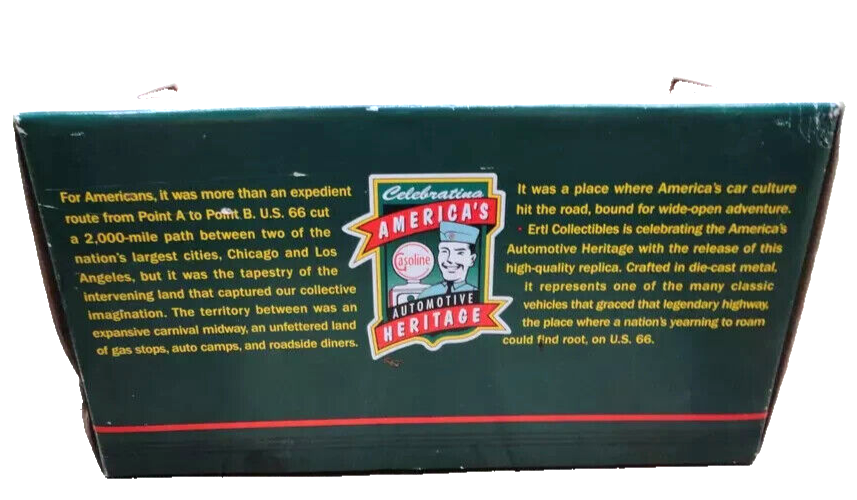 For Americans, it was more than an expedient
route from Point A to Point B. U.S. 66 cut
a 2,000-mile path between two of the
nation's largest cities, Chicago and Los
Angeles, but it was the tapestry of the
intervening land that captured our collective
imagination. The territory between was an
expansive carnival midway, an unfettered land
of gas stops, auto camps, and roadside diners.
Celebrating
AMERICA'S
Gasoline
AUTOMOTIVE
HERITAGE
It was a place where America's car culture
hit the road, bound for wide-open adventure.
Ertl Collectibles is celebrating the America's
Automotive Heritage with the release of this
high-quality replica. Crafted in die-cast metal,
it represents one of the many classic
vehicles that graced that legendary highway,
the place where a nation's yearning to roam
could find root, on U.S. 66.